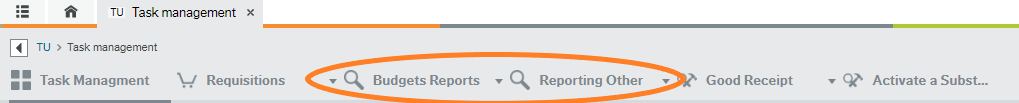 TU Task management ×
TU > Task management
Task Managment Requisitions Budgets Reports Reporting Other Good Receipt Activate a Subst...